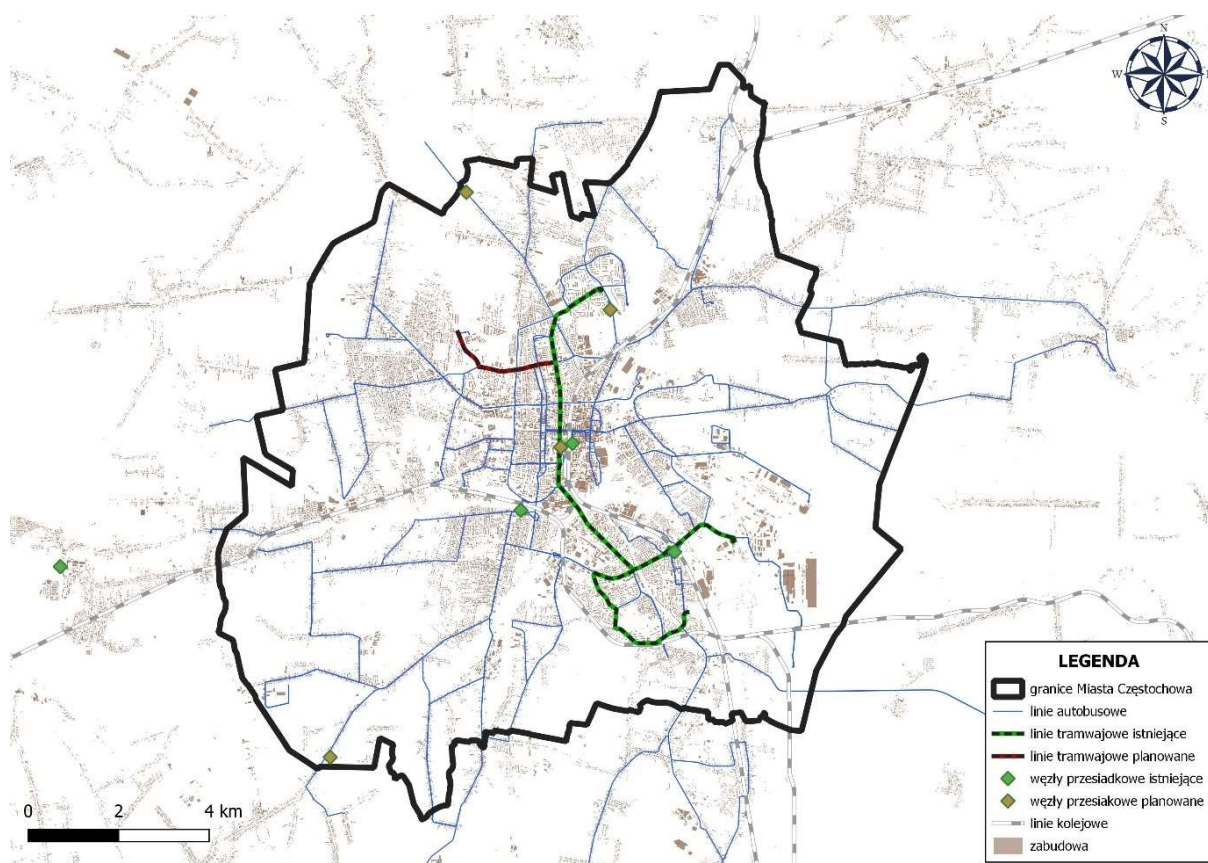 N
W
E
S
LEGENDA
granice Miasta Częstochowa
linie autobusowe
linie tramwajowe istniejące
linie tramwajowe planowane
węzły przesiadkowe istniejące
węzły przesiakowe planowane
linie kolejowe
zabudowa
0 2 4 km